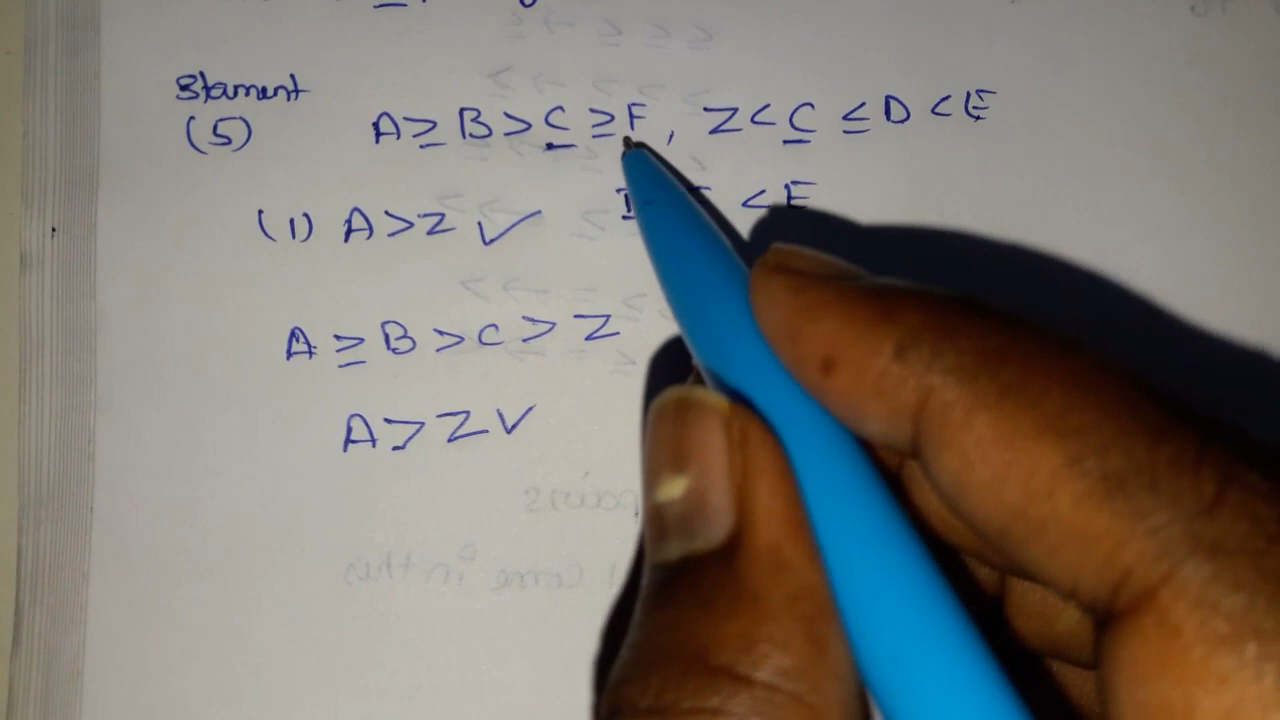 Stament
(5) A ≥ B > C ≥ F, Z < C ≤ D < E
(1) A > Z ✓ < E
A ≥ B > C > Z
A > Z ✓